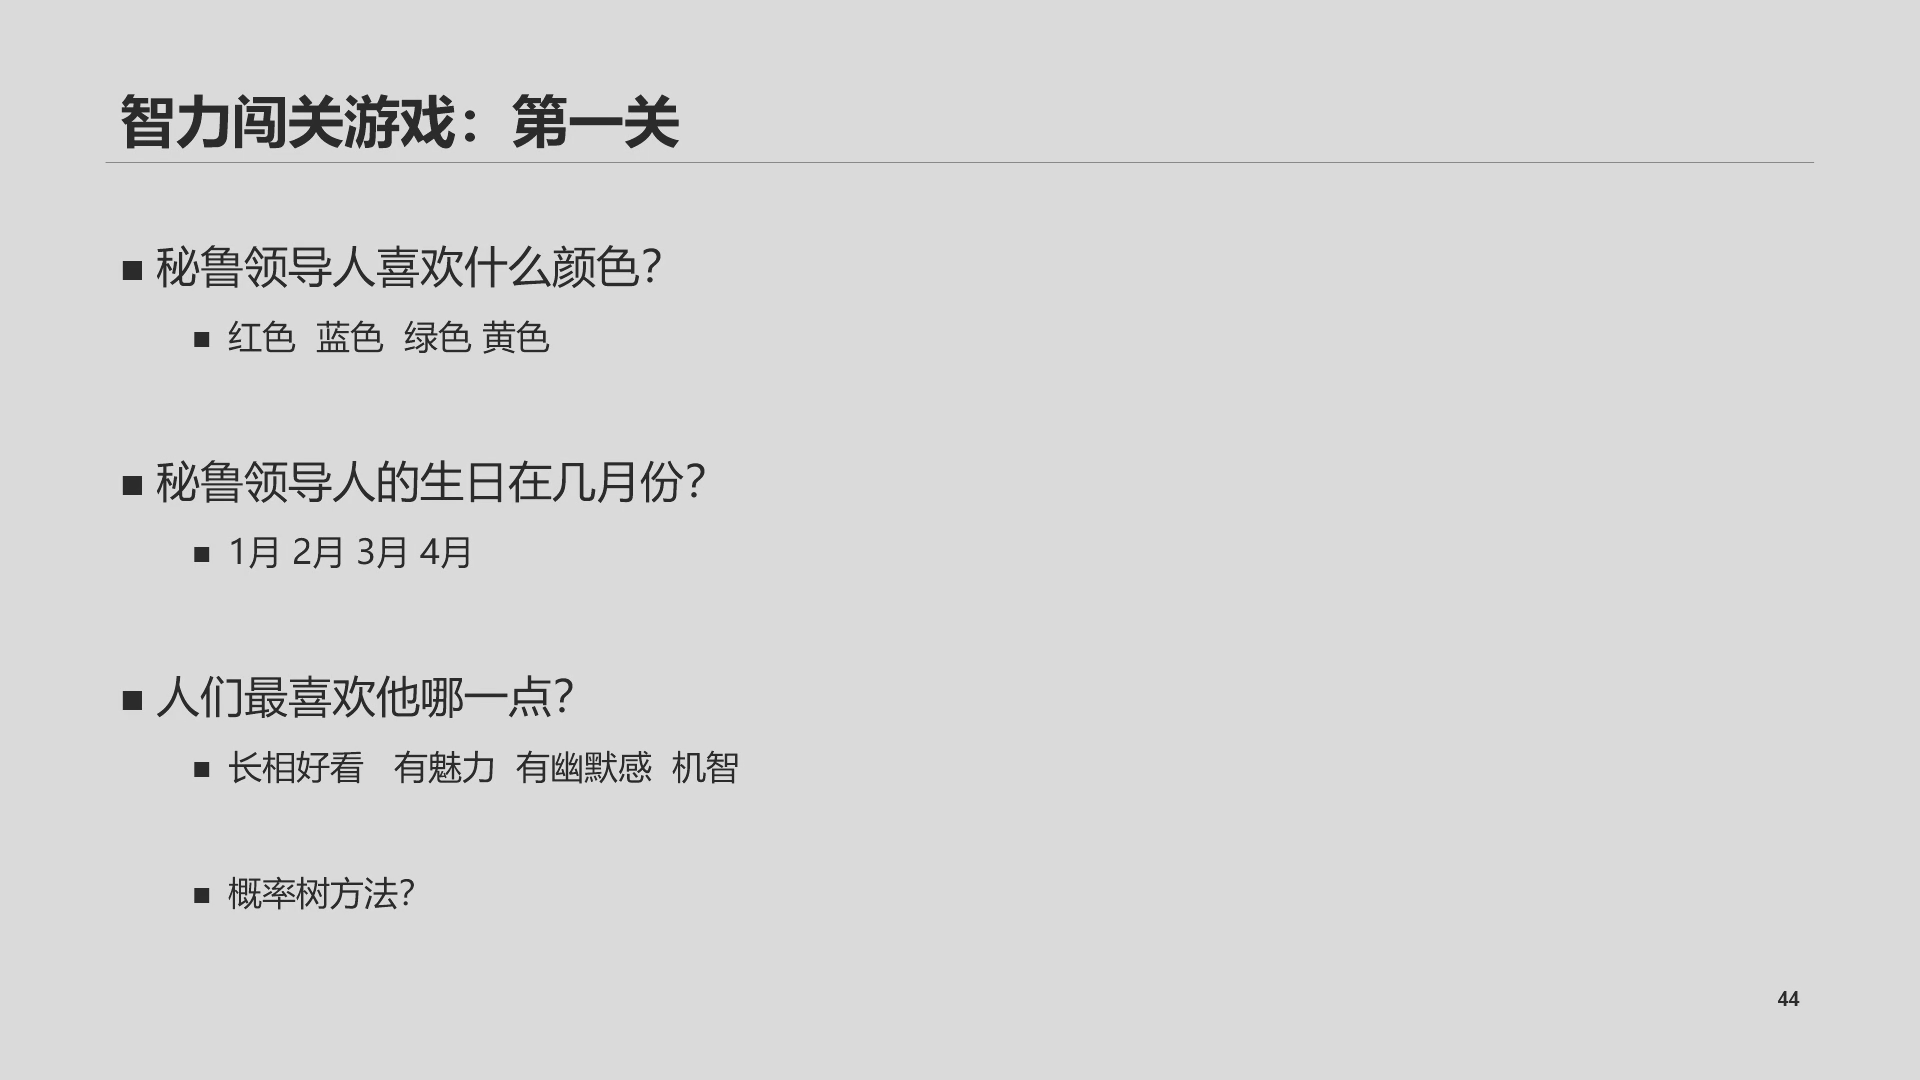 智力闯关游戏：第一关
秘鲁领导人喜欢什么颜色？
红色 蓝色 绿色 黄色
秘鲁领导人的生日在几月份？
1月 2月 3月 4月
人们最喜欢他哪一点？
长相好看 有魅力 有幽默感 机智
概率树方法？
44